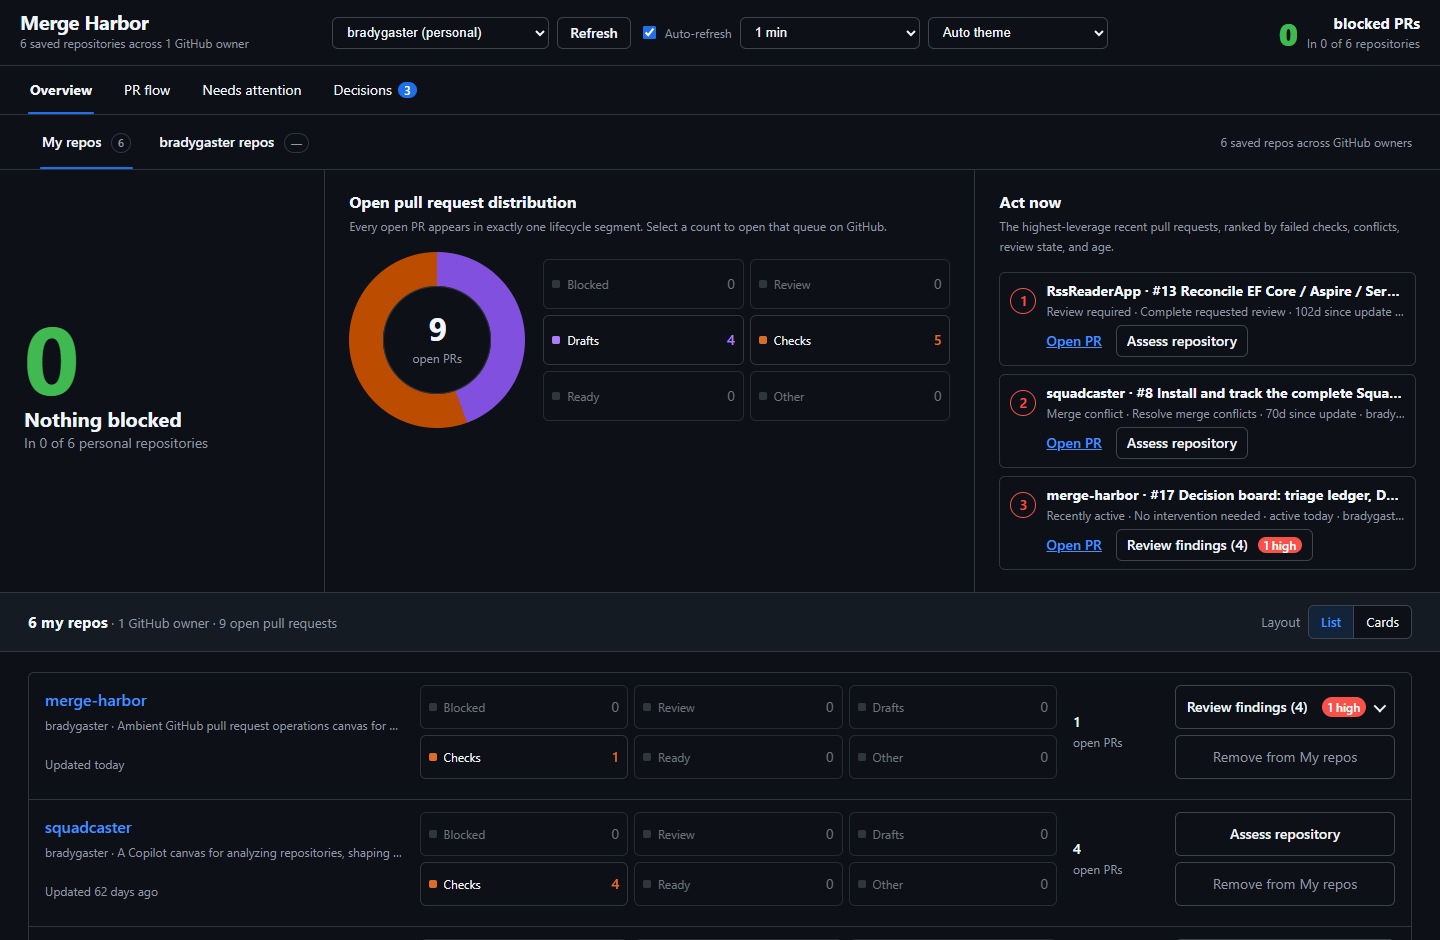 Merge Harbor
6 saved repositories across 1 GitHub owner
bradygaster (personal)
Refresh
Auto-refresh
1 min
Auto theme
0
blocked PRs
In 0 of 6 repositories
Overview
PR flow
Needs attention
Decisions 3
My repos 6
bradygaster repos —
6 saved repos across GitHub owners
0
Nothing blocked
In 0 of 6 personal repositories
Open pull request distribution
Every open PR appears in exactly one lifecycle segment. Select a count to open that queue on GitHub.
9
open PRs
Blocked 0
Review 0
Drafts 4
Checks 5
Ready 0
Other 0
Act now
The highest-leverage recent pull requests, ranked by failed checks, conflicts,
review state, and age.
1
RssReaderApp · #13 Reconcile EF Core / Aspire / Ser...
Review required · Complete requested review · 102d since update ...
Open PR
Assess repository
2
squadcaster · #8 Install and track the complete Squa...
Merge conflict · Resolve merge conflicts · 70d since update · brady...
Open PR
Assess repository
3
merge-harbor · #17 Decision board: triage ledger, D...
Recently active · No intervention needed · active today · bradygast...
Open PR
Review findings (4) 1 high
6 my repos · 1 GitHub owner · 9 open pull requests
Layout
List
Cards
merge-harbor
bradygaster · Ambient GitHub pull request operations canvas for ...
Updated today
Blocked 0
Review 0
Drafts 0
Checks 1
Ready 0
Other 0
1
open PRs
Review findings (4) 1 high
Remove from My repos
squadcaster
bradygaster · A Copilot canvas for analyzing repositories, shaping ...
Updated 62 days ago
Blocked 0
Review 0
Drafts 0
Checks 4
Ready 0
Other 0
4
open PRs
Assess repository
Remove from My repos